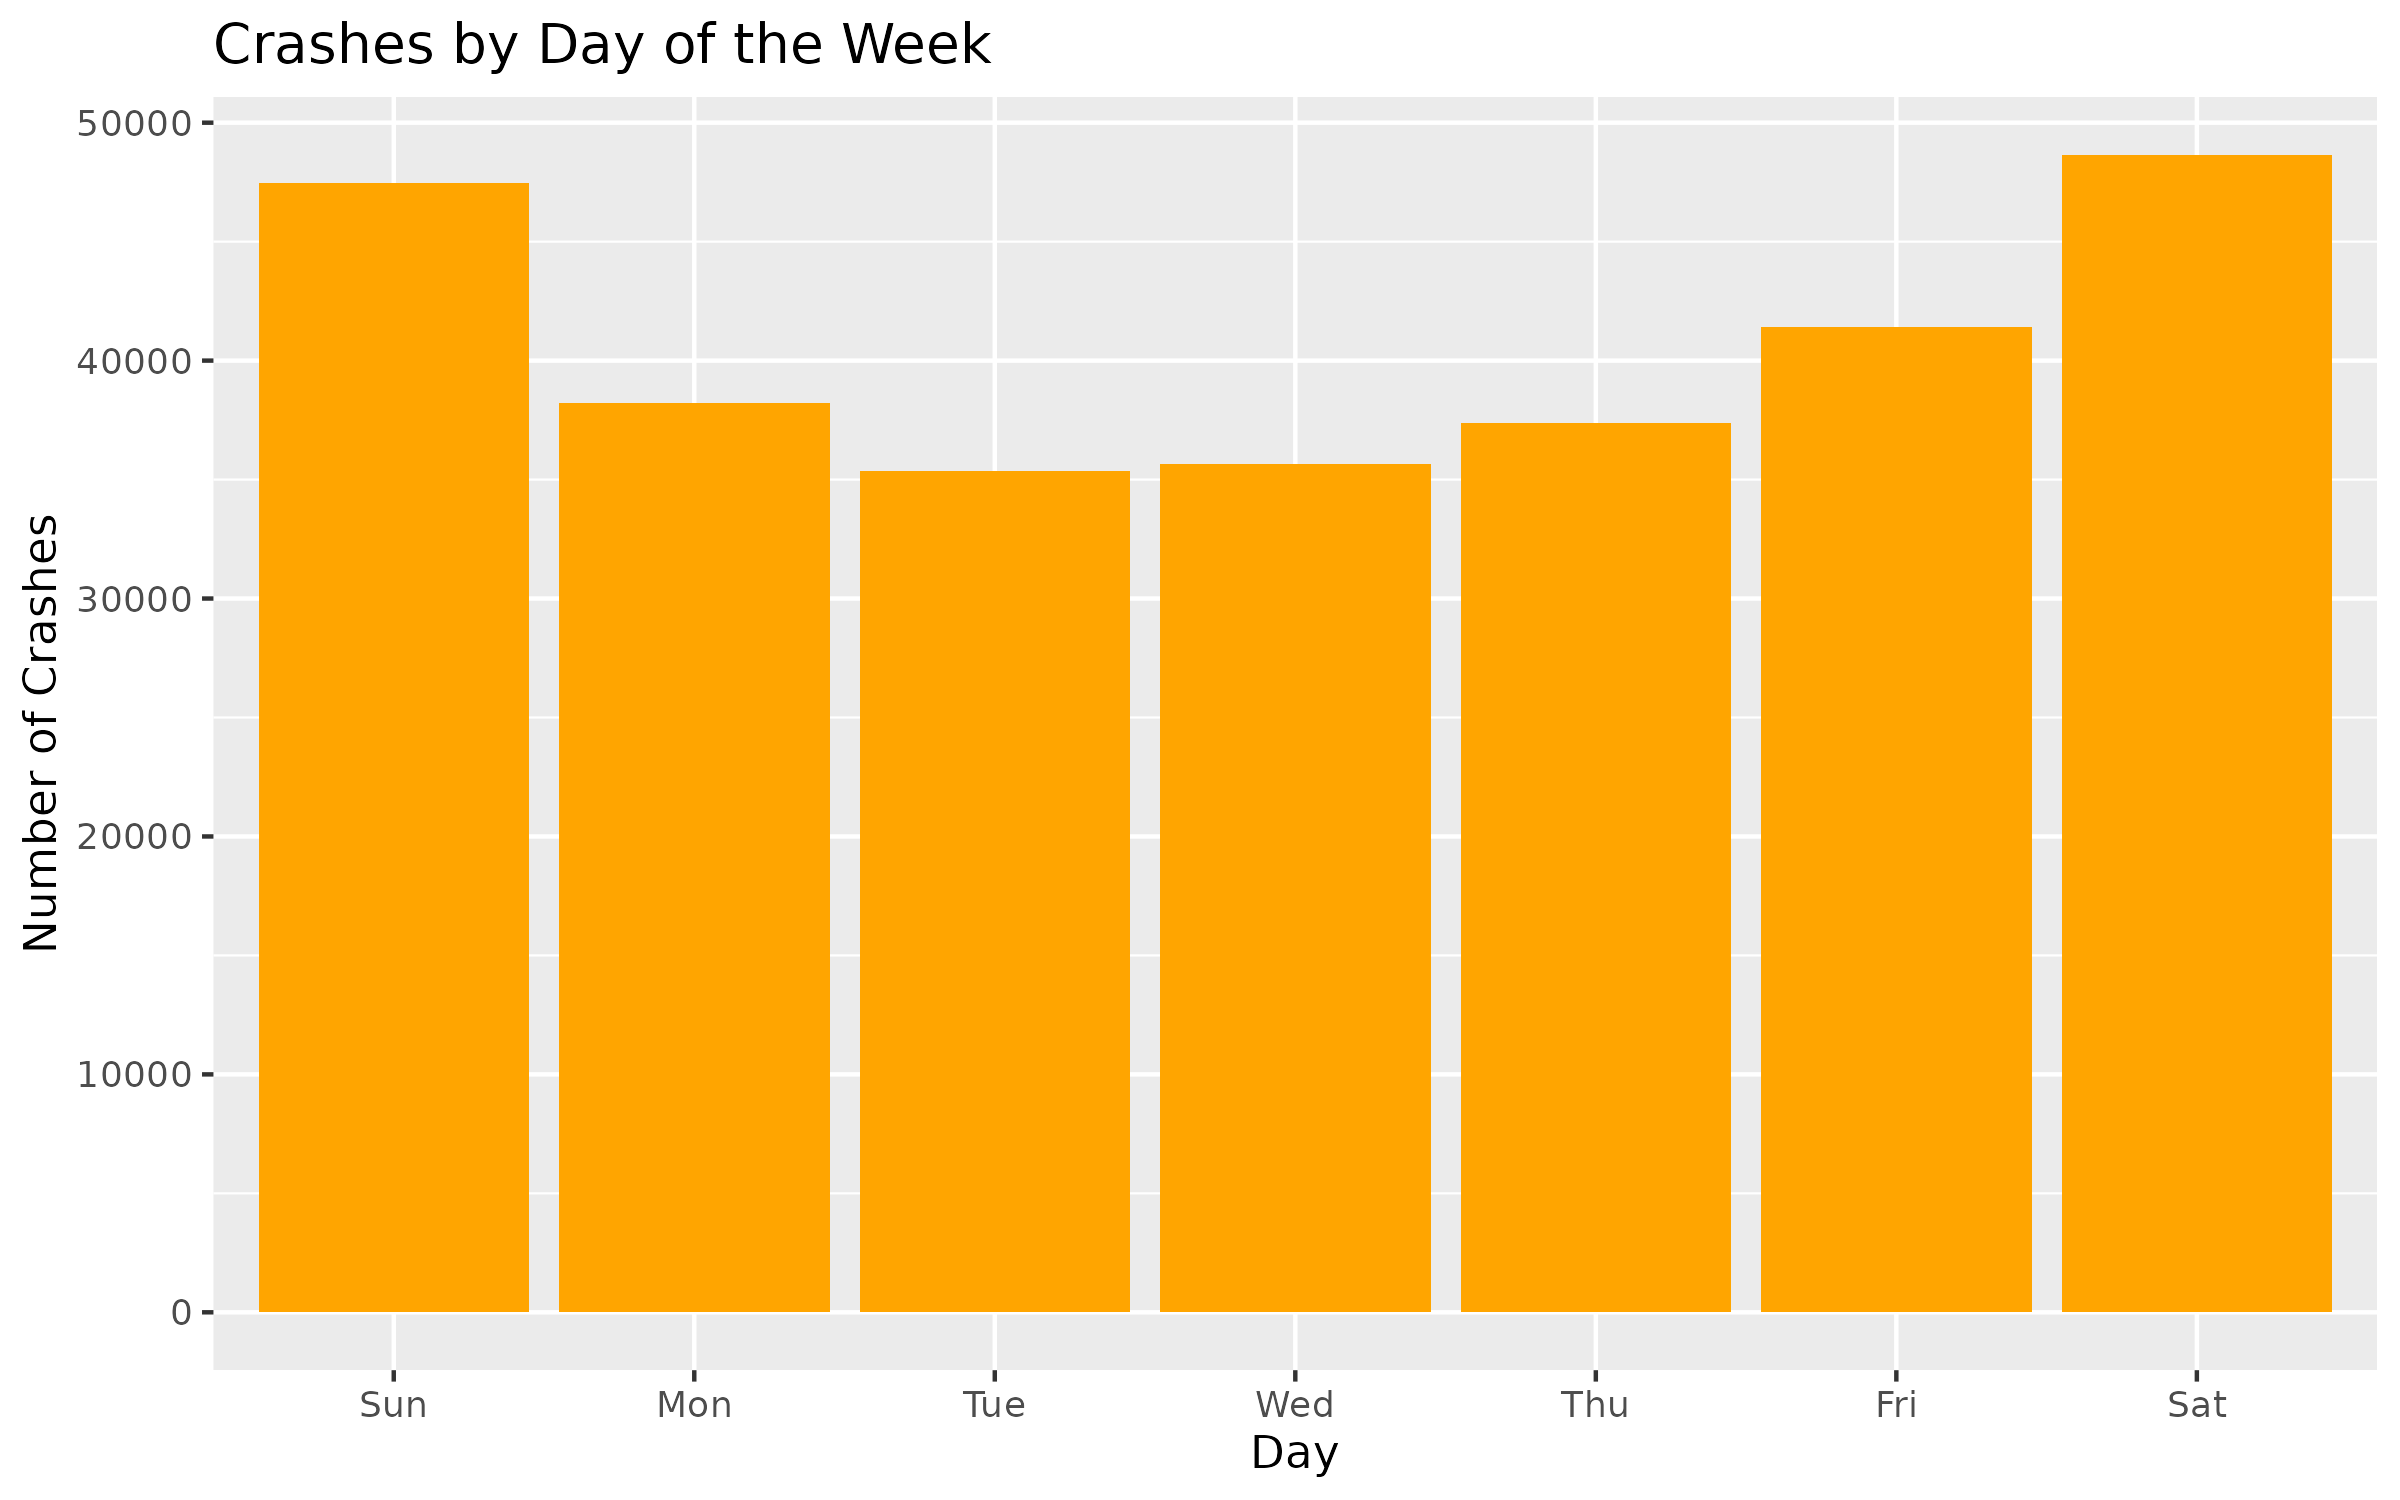 Crashes by Day of the Week
50000
40000
30000
20000
10000
0
Number of Crashes
Sun Mon Tue Wed Thu Fri Sat
Day